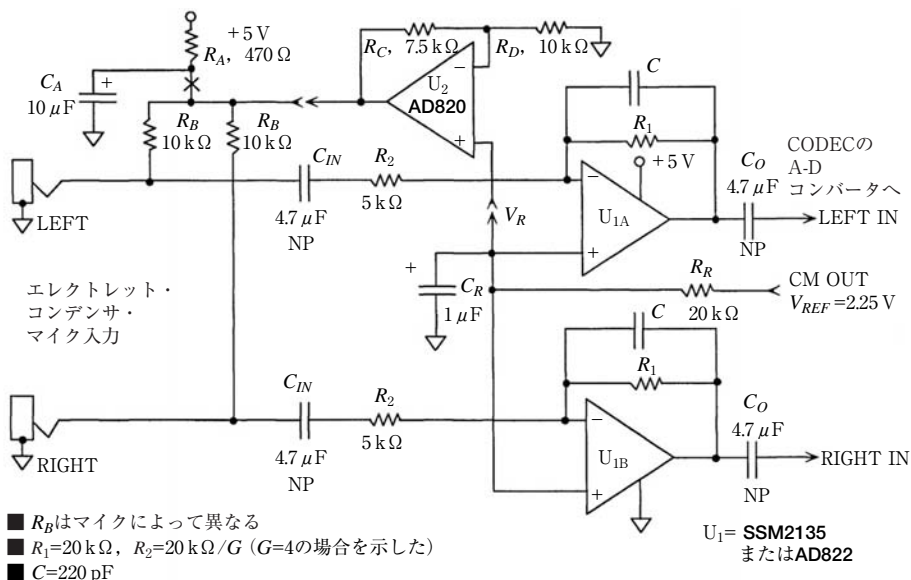 +5 V
R_A, 470 Ω
C_A
+
10 μF
R_B
10 kΩ
R_B
10 kΩ
R_C, 7.5 kΩ
R_D, 10 kΩ
−
U_2
AD820
+
LEFT
C_IN
4.7 μF
NP
R_2
5 kΩ
V_R
C
R_1
+5 V
−
U_1A
+
C_O
4.7 μF
NP
CODECの
A-D
コンバータへ
LEFT IN
エレクトレット・
コンデンサ・
マイク入力
+
C_R
1 μF
R_R
20 kΩ
CM OUT
V_REF=2.25 V
RIGHT
C_IN
4.7 μF
NP
R_2
5 kΩ
C
R_1
−
U_1B
+
C_O
4.7 μF
NP
RIGHT IN
■ R_Bはマイクによって異なる
■ R_1=20 kΩ, R_2=20 kΩ/G (G=4の場合を示した)
■ C=220 pF
U_1= SSM2135
またはAD822